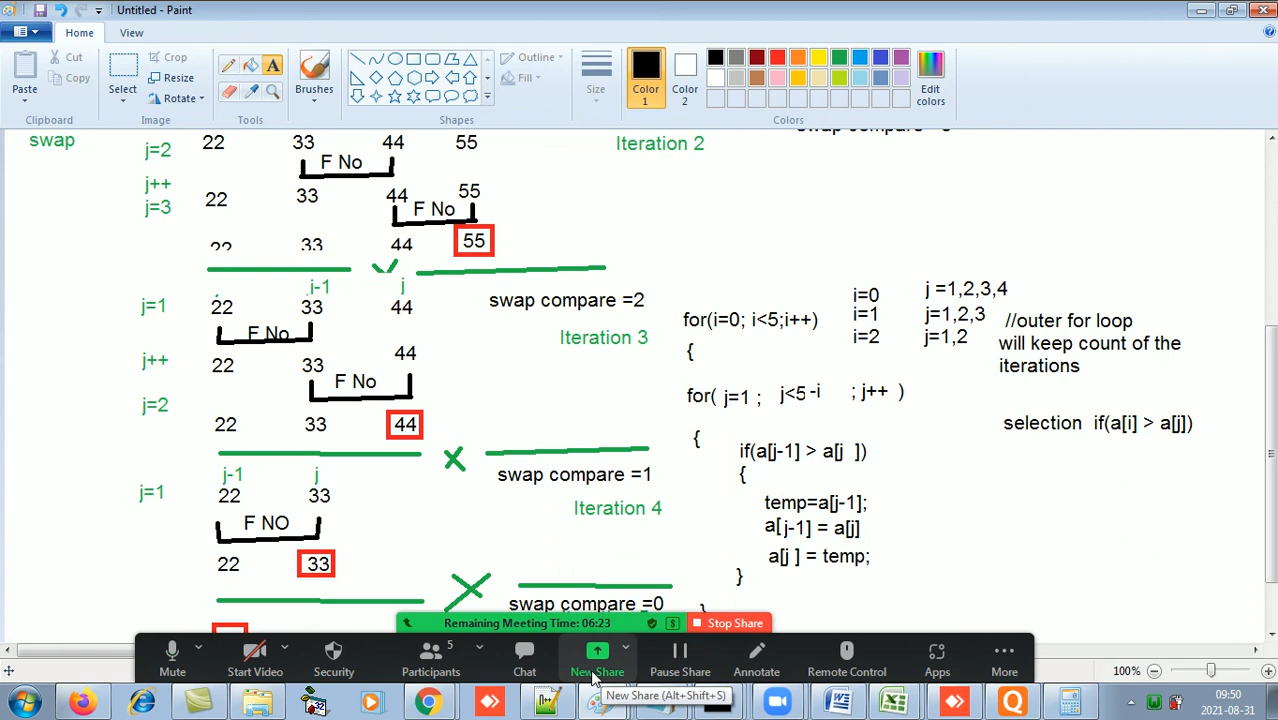 Untitled - Paint
Home
View
Paste
Cut
Copy
Clipboard
Select
Crop
Resize
Rotate
Image
Tools
Brushes
Shapes
Outline
Fill
Size
Color 1
Color 2
Edit colors
Colors
swap
j=2
22 33 44 55
F No
Iteration 2
swap compare
j++
j=3
22 33 44 55
F No
22 33 44 55
j-1 j
j=1
22 33 44
F No
swap compare =2
Iteration 3
j++
22 33 44
F No
j=2
22 33 44
swap compare =1
j-1 j
j=1
22 33
Iteration 4
F NO
22 33
swap compare =0
for(i=0; i<5;i++)
{
for( j=1 ; j<5 -i ; j++ )
{
if(a[j-1] > a[j ])
{
temp=a[j-1];
a[j-1] = a[j]
a[j ] = temp;
}
}
i=0 j =1,2,3,4
i=1 j=1,2,3
i=2 j=1,2
//outer for loop
will keep count of the
iterations
selection if(a[i] > a[j])
Remaining Meeting Time: 06:23
Stop Share
Mute
Start Video
Security
5
Participants
Chat
New Share
Pause Share
Annotate
Remote Control
Apps
More
New Share (Alt+Shift+S)
100%
09:50
2021-08-31